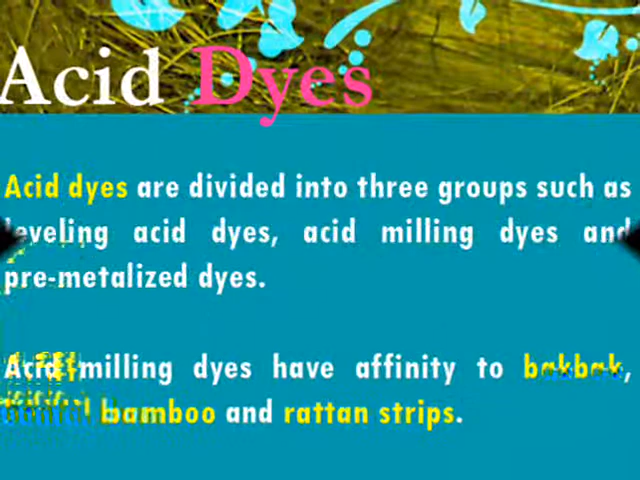 Acid Dyes
Acid dyes are divided into three groups such as
leveling acid dyes, acid milling dyes and
pre-metalized dyes.
Acid milling dyes have affinity to bakbak,
bamboo and rattan strips.